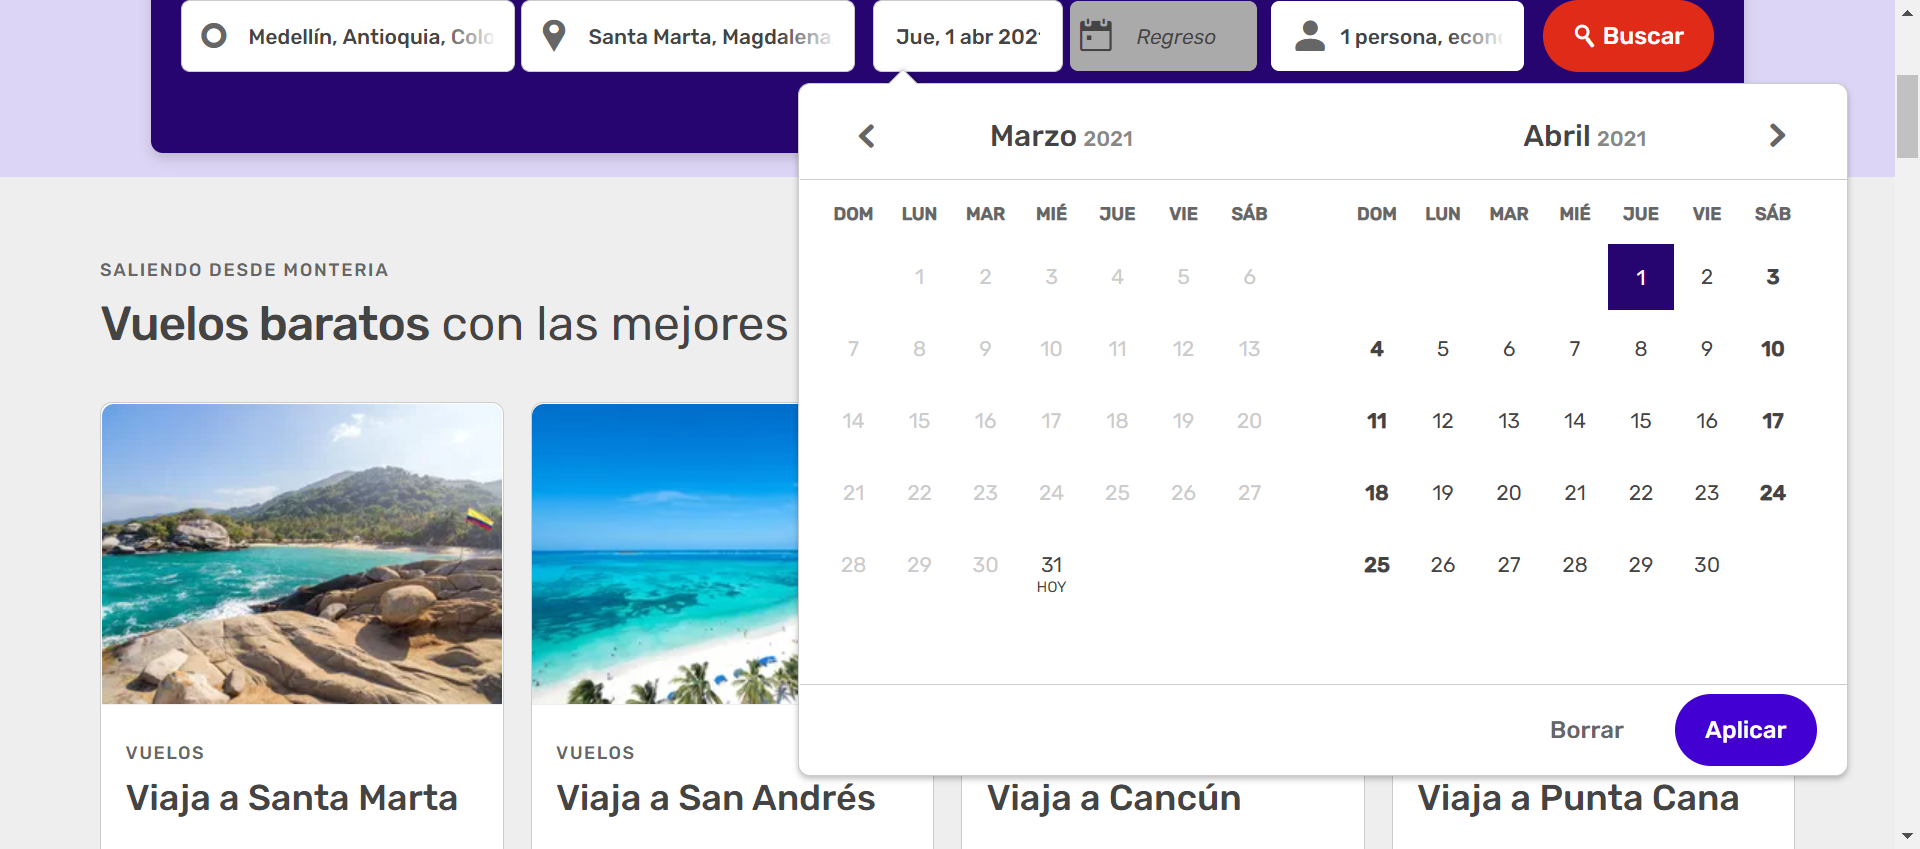 Medellín, Antioquia, Colo
Santa Marta, Magdalena
Jue, 1 abr 202
Regreso
1 persona, econ
Buscar
Marzo 2021
Abril 2021
DOM LUN MAR MIÉ JUE VIE SÁB
1 2 3 4 5 6
7 8 9 10 11 12 13
14 15 16 17 18 19 20
21 22 23 24 25 26 27
28 29 30 31
HOY
DOM LUN MAR MIÉ JUE VIE SÁB
1 2 3
4 5 6 7 8 9 10
11 12 13 14 15 16 17
18 19 20 21 22 23 24
25 26 27 28 29 30
Borrar
Aplicar
SALIENDO DESDE MONTERIA
Vuelos baratos con las mejores
VUELOS
Viaja a Santa Marta
VUELOS
Viaja a San Andrés
Viaja a Cancún
Viaja a Punta Cana